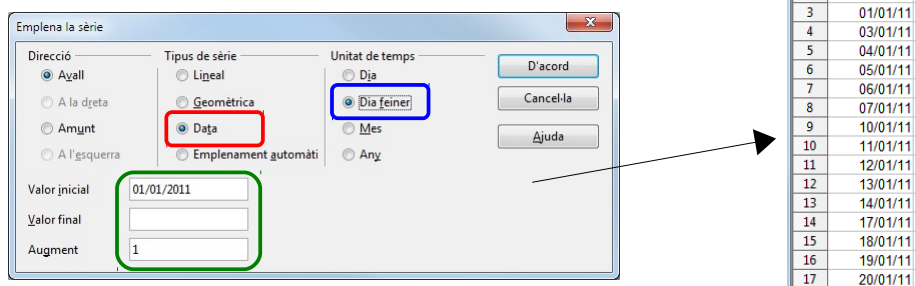 Emplena la sèrie
Direcció
Avall
A la dreta
Amunt
A l'esquerra
Tipus de sèrie
Lineal
Geomètrica
Data
Emplenament automàti
Unitat de temps
Dia
Dia feiner
Mes
Any
D'acord
Cancel·la
Ajuda
Valor inicial 01/01/2011
Valor final
Augment 1
3 01/01/11
4 03/01/11
5 04/01/11
6 05/01/11
7 06/01/11
8 07/01/11
9 10/01/11
10 11/01/11
11 12/01/11
12 13/01/11
13 14/01/11
14 17/01/11
15 18/01/11
16 19/01/11
17 20/01/11